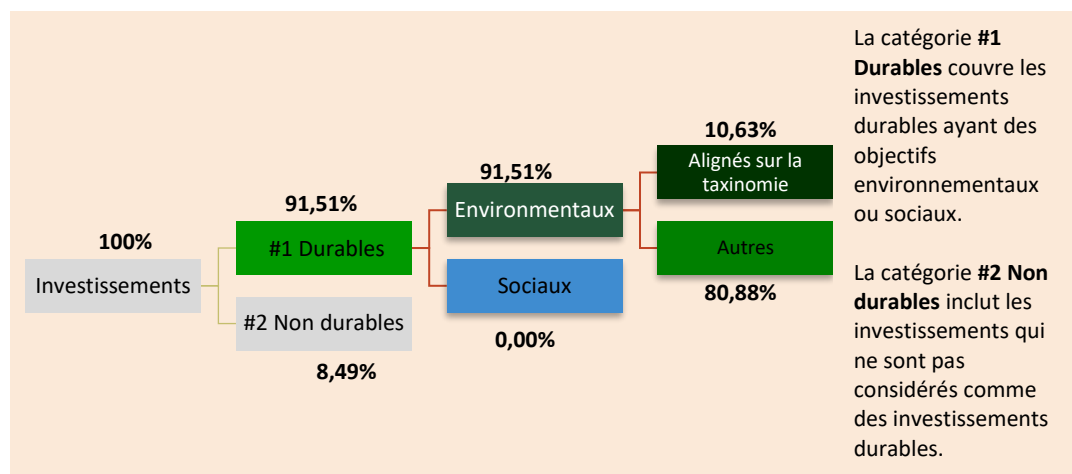 100%
Investissements
91,51%
#1 Durables
#2 Non durables
8,49%
91,51%
Environmentaux
Sociaux
0,00%
10,63%
Alignés sur la
taxinomie
Autres
80,88%
La catégorie #1
Durables couvre les
investissements
durables ayant des
objectifs
environnementaux
ou sociaux.
La catégorie #2 Non
durables inclut les
investissements qui
ne sont pas
considérés comme
des investissements
durables.